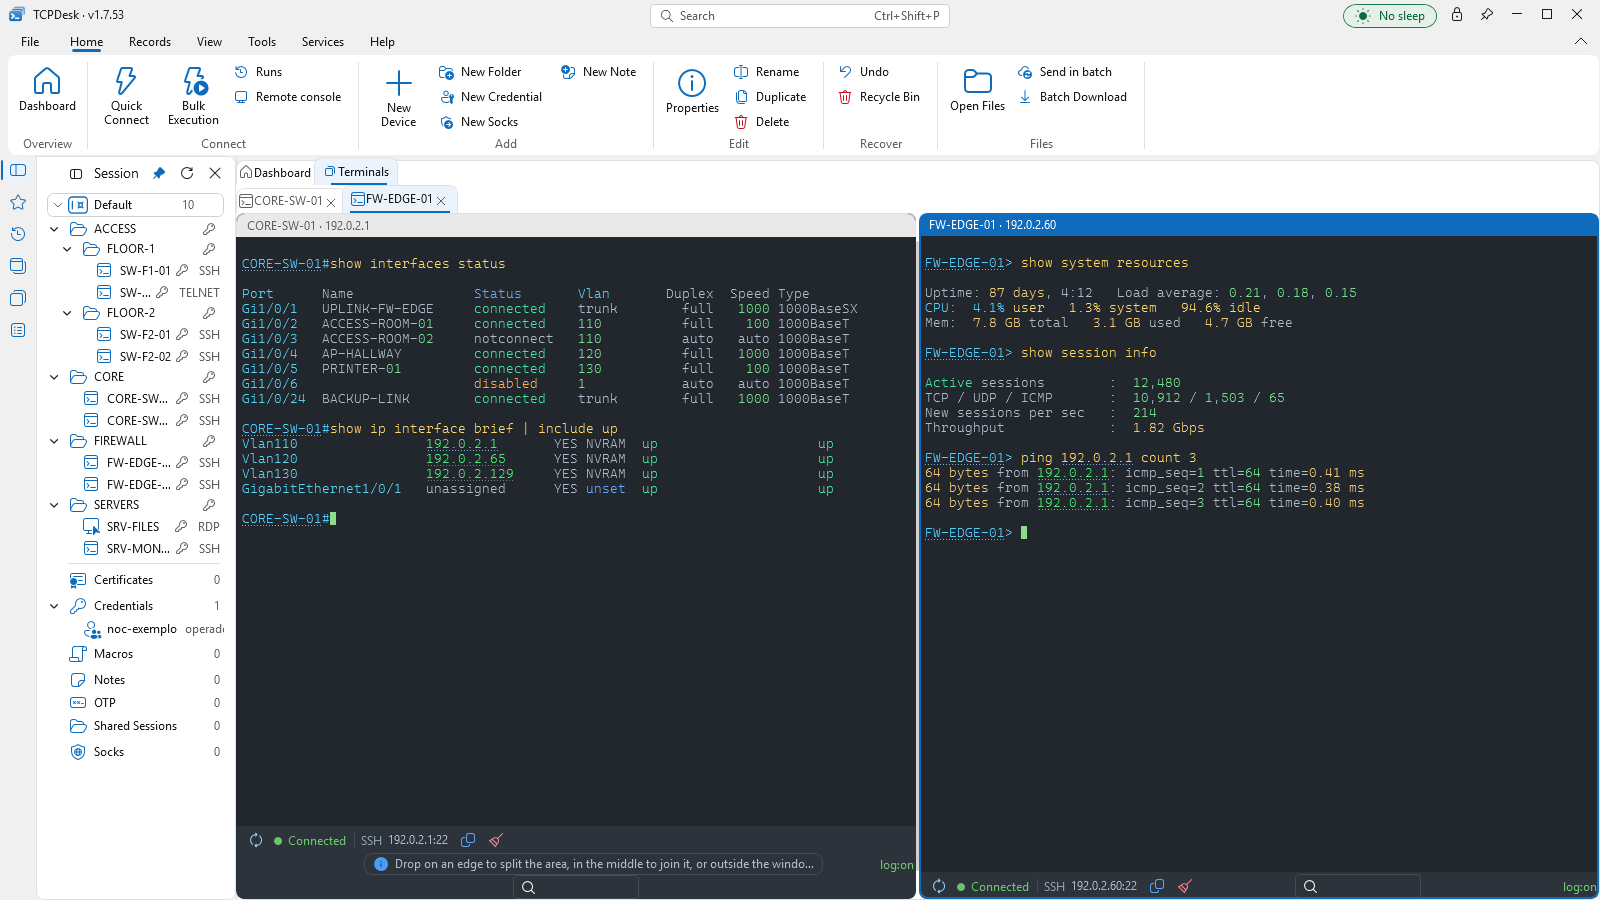 TCPDesk · v1.7.53
Search Ctrl+Shift+P
No sleep
File Home Records View Tools Services Help
Dashboard
Overview
Quick Connect
Bulk Execution
Runs
Remote console
Connect
New Device
New Folder
New Credential
New Socks
New Note
Add
Properties
Rename
Duplicate
Delete
Edit
Undo
Recycle Bin
Recover
Open Files
Send in batch
Batch Download
Files
Session
Default 10
ACCESS
FLOOR-1
SW-F1-01 SSH
SW-... TELNET
FLOOR-2
SW-F2-01 SSH
SW-F2-02 SSH
CORE
CORE-SW... SSH
CORE-SW... SSH
FIREWALL
FW-EDGE-... SSH
FW-EDGE-... SSH
SERVERS
SRV-FILES RDP
SRV-MON... SSH
Certificates 0
Credentials 1
noc-exemplo
Macros 0
Notes 0
OTP 0
Shared Sessions 0
Socks 0
Dashboard Terminals
CORE-SW-01 FW-EDGE-01
CORE-SW-01 · 192.0.2.1
CORE-SW-01#show interfaces status
Port Name Status Vlan Duplex Speed Type
Gi1/0/1 UPLINK-FW-EDGE connected trunk full 1000 1000BaseSX
Gi1/0/2 ACCESS-ROOM-01 connected 110 full 100 1000BaseT
Gi1/0/3 ACCESS-ROOM-02 notconnect 110 auto auto 1000BaseT
Gi1/0/4 AP-HALLWAY connected 120 full 1000 1000BaseT
Gi1/0/5 PRINTER-01 connected 130 full 100 1000BaseT
Gi1/0/6 disabled 1 auto auto 1000BaseT
Gi1/0/24 BACKUP-LINK connected trunk full 1000 1000BaseT
CORE-SW-01#show ip interface brief | include up
Vlan110 192.0.2.1 YES NVRAM up up
Vlan120 192.0.2.65 YES NVRAM up up
Vlan130 192.0.2.129 YES NVRAM up up
GigabitEthernet1/0/1 unassigned YES unset up up
CORE-SW-01#
Connected SSH 192.0.2.1:22
Drop on an edge to split the area, in the middle to join it, or outside the windo...
log:on
FW-EDGE-01 · 192.0.2.60
FW-EDGE-01> show system resources
Uptime: 87 days, 4:12 Load average: 0.21, 0.18, 0.15
CPU: 4.1% user 1.3% system 94.6% idle
Mem: 7.8 GB total 3.1 GB used 4.7 GB free
FW-EDGE-01> show session info
Active sessions : 12,480
TCP / UDP / ICMP : 10,912 / 1,503 / 65
New sessions per sec : 214
Throughput : 1.82 Gbps
FW-EDGE-01> ping 192.0.2.1 count 3
64 bytes from 192.0.2.1: icmp_seq=1 ttl=64 time=0.41 ms
64 bytes from 192.0.2.1: icmp_seq=2 ttl=64 time=0.38 ms
64 bytes from 192.0.2.1: icmp_seq=3 ttl=64 time=0.40 ms
FW-EDGE-01>
Connected SSH 192.0.2.60:22
log:on